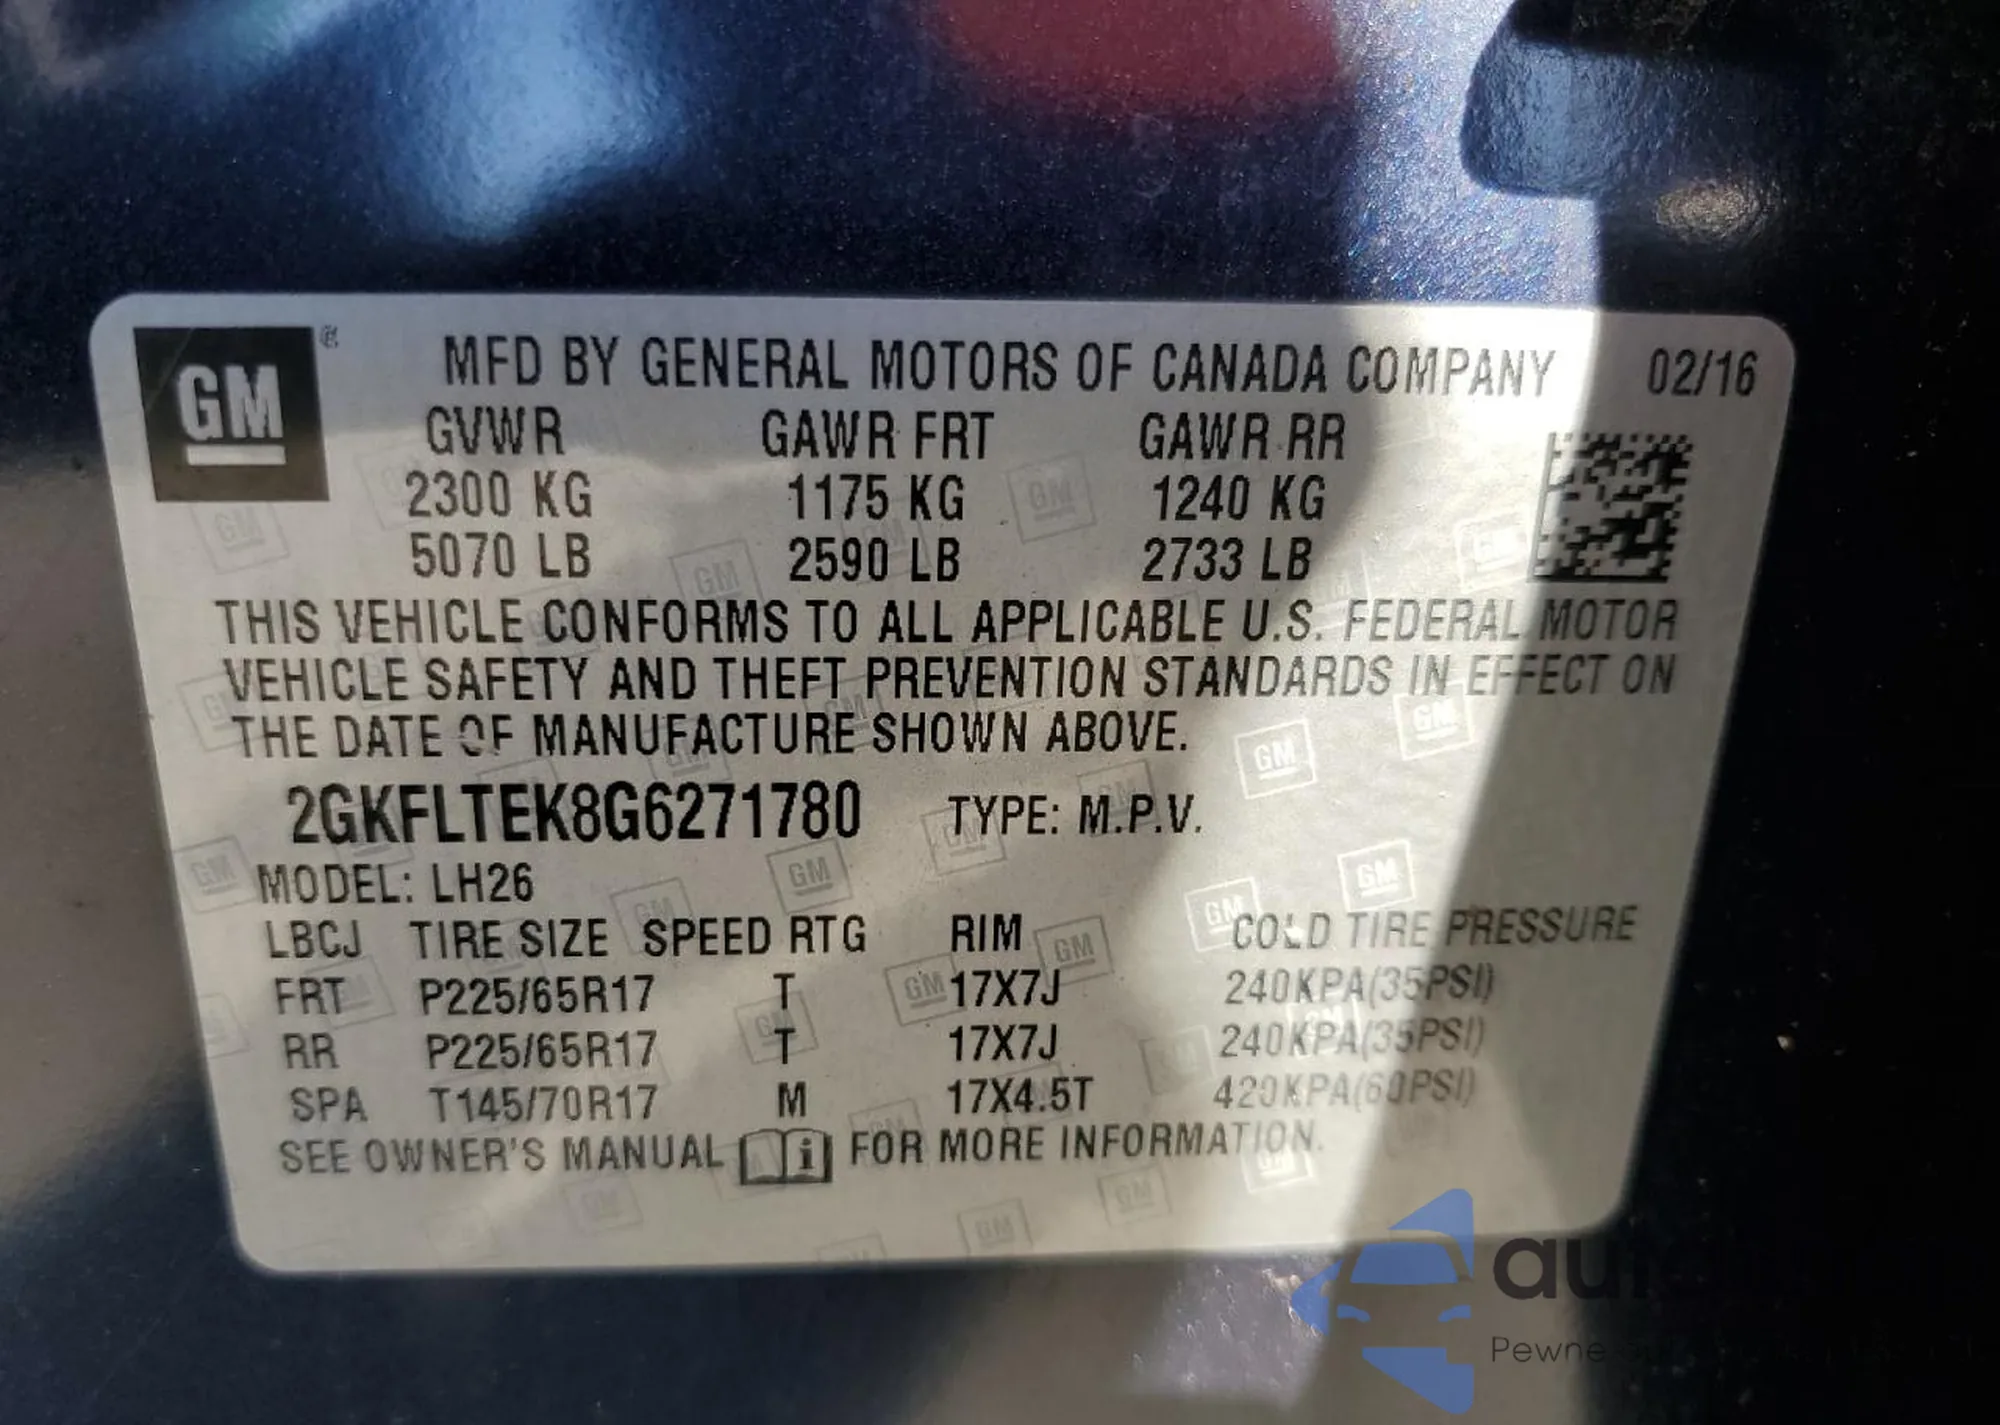 GM ®
MFD BY GENERAL MOTORS OF CANADA COMPANY 02/16
GVWR GAWR FRT GAWR RR
2300 KG 1175 KG 1240 KG
5070 LB 2590 LB 2733 LB
THIS VEHICLE CONFORMS TO ALL APPLICABLE U.S. FEDERAL MOTOR
VEHICLE SAFETY AND THEFT PREVENTION STANDARDS IN EFFECT ON
THE DATE OF MANUFACTURE SHOWN ABOVE.
2GKFLTEK8G6271780 TYPE: M.P.V.
MODEL: LH26
LBCJ TIRE SIZE SPEED RTG RIM COLD TIRE PRESSURE
FRT P225/65R17 T 17X7J 240KPA(35PSI)
RR P225/65R17 T 17X7J 240KPA(35PSI)
SPA T145/70R17 M 17X4.5T 420KPA(60PSI)
SEE OWNER'S MANUAL i FOR MORE INFORMATION.
Pewne